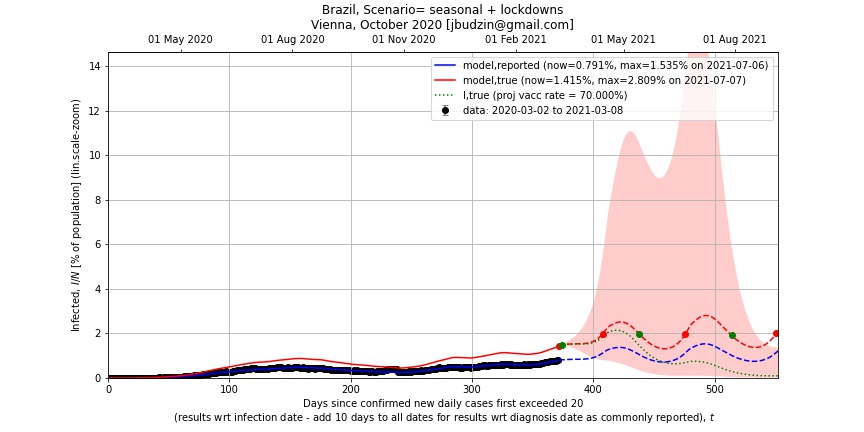 Brazil, Scenario= seasonal + lockdowns
Vienna, October 2020 [jbudzin@gmail.com]
01 May 2020 01 Aug 2020 01 Nov 2020 01 Feb 2021 01 May 2021 01 Aug 2021
model,reported (now=0.791%, max=1.535% on 2021-07-06)
model,true (now=1.415%, max=2.809% on 2021-07-07)
I,true (proj vacc rate = 70.000%)
data: 2020-03-02 to 2021-03-08
Infected, I/N [% of population] (lin.scale-zoom)
14
12
10
8
6
4
2
0
0 100 200 300 400 500
Days since confirmed new daily cases first exceeded 20
(results wrt infection date - add 10 days to all dates for results wrt diagnosis date as commonly reported), t